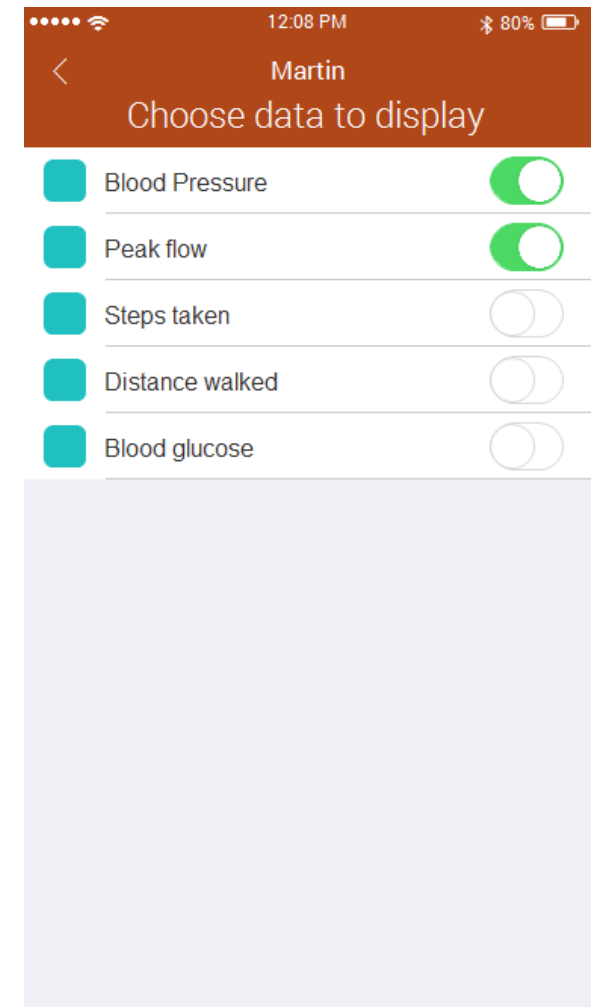 12:08 PM 80%
Martin
Choose data to display
Blood Pressure
Peak flow
Steps taken
Distance walked
Blood glucose